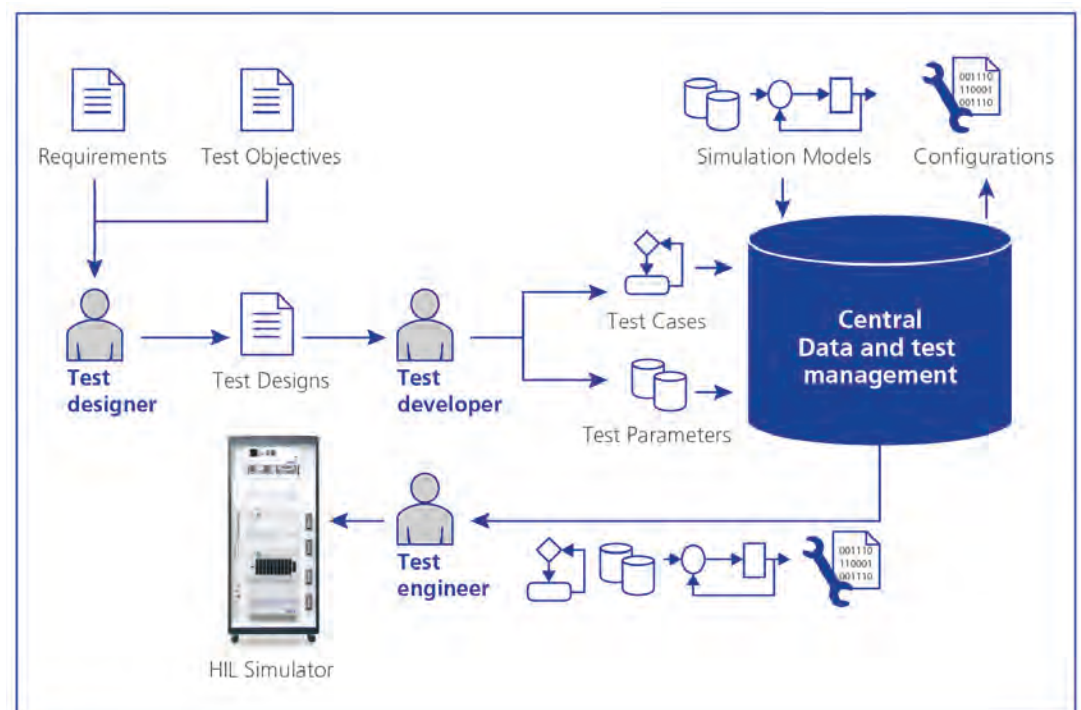 Requirements
Test Objectives
Simulation Models
Configurations
001110
110001
001110
Test Cases
Central
Data and test
management
Test
designer
Test Designs
Test
developer
Test Parameters
Test
engineer
001110
110001
001110
HIL Simulator